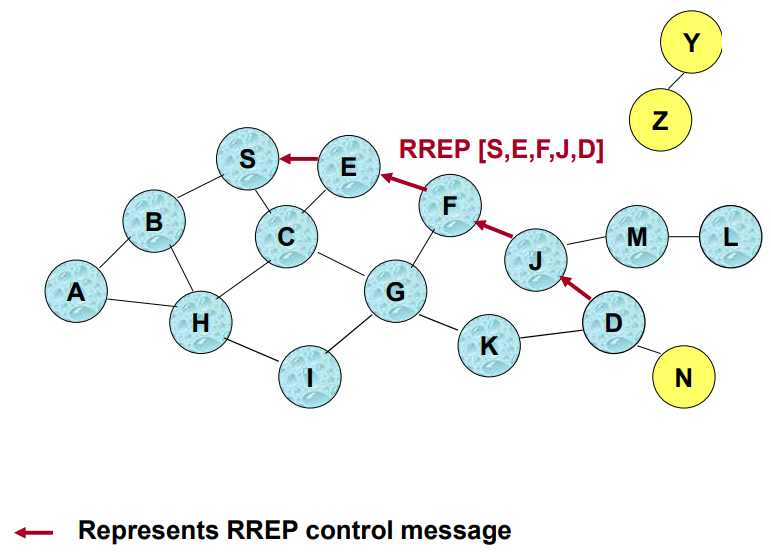 Y
Z
S
E
RREP [S,E,F,J,D]
F
B
C
J
M
L
A
H
G
D
K
I
N
Represents RREP control message